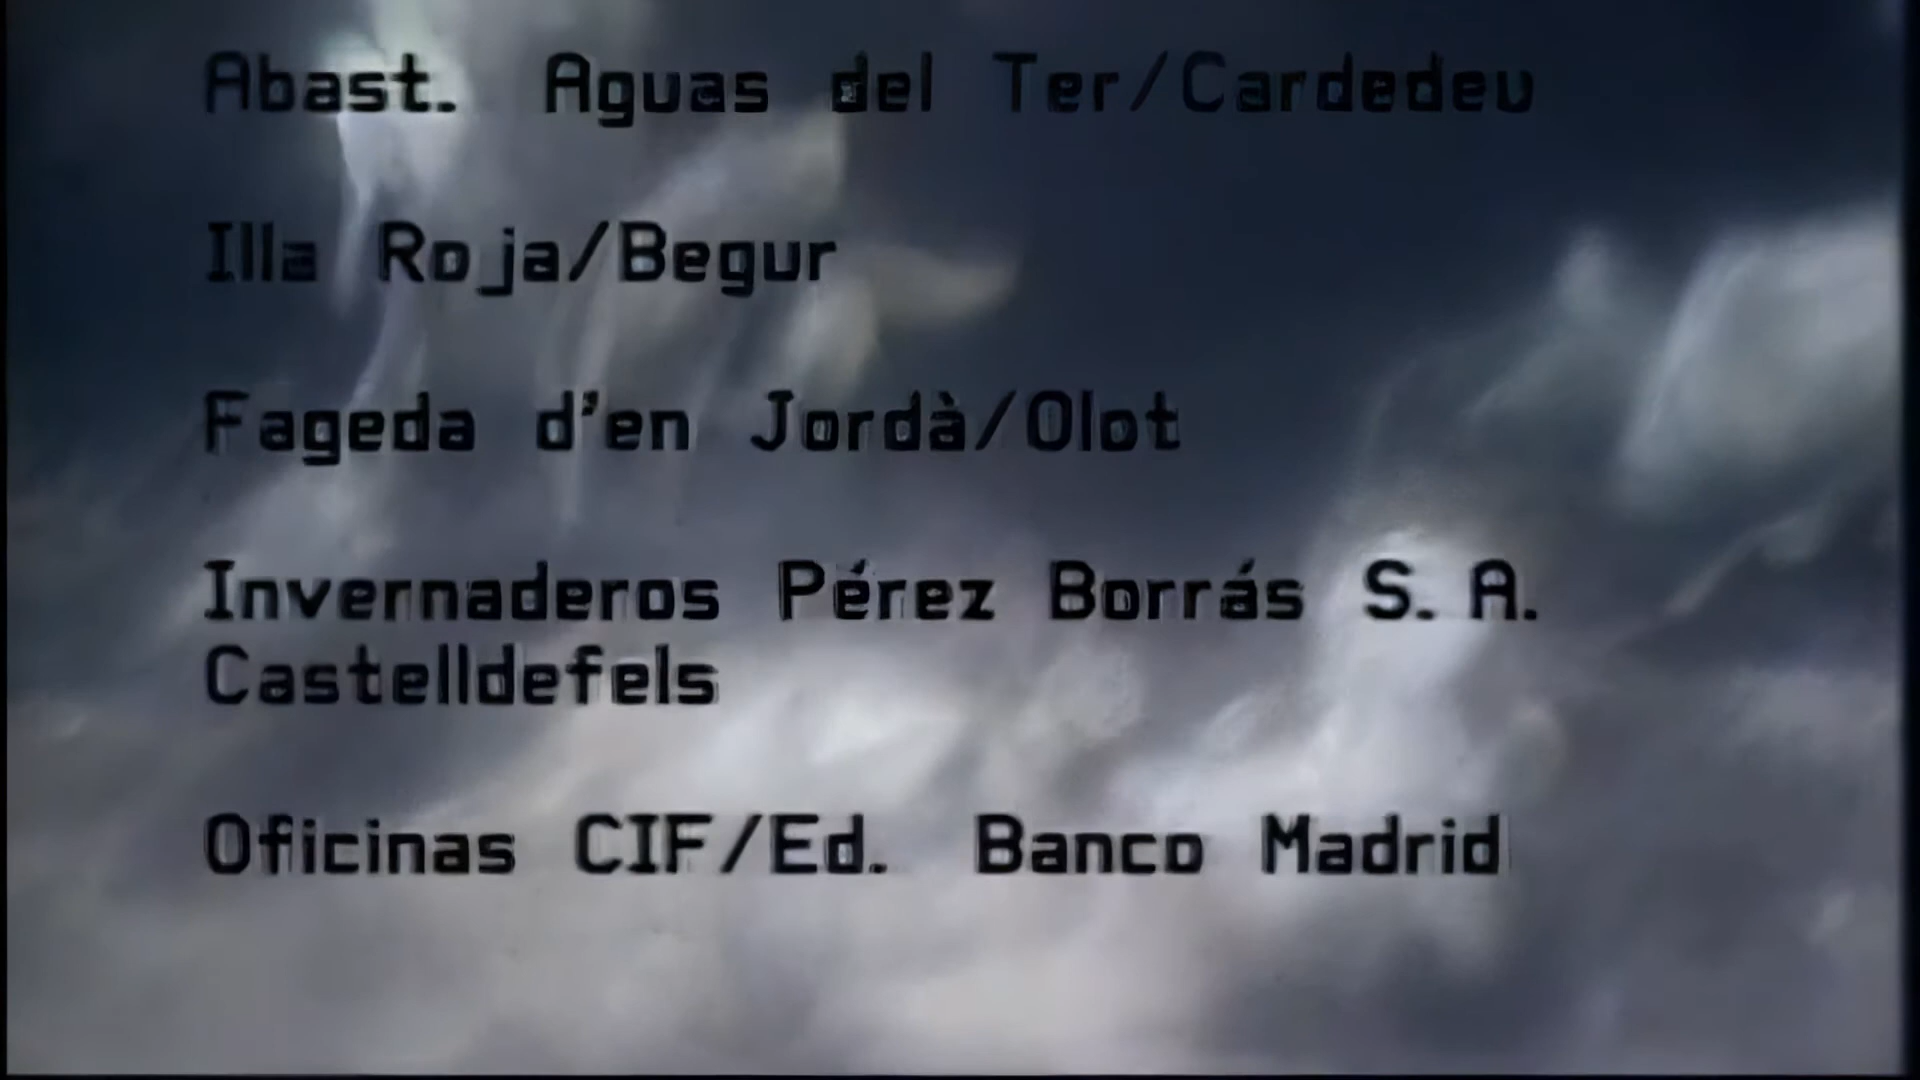 Abast. Aguas del Ter/Cardedeu
Illa Roja/Begur
Fageda d'en Jordà/Olot
Invernaderos Pérez Borrás S.A.
Castelldefels
Oficinas CIF/Ed. Banco Madrid